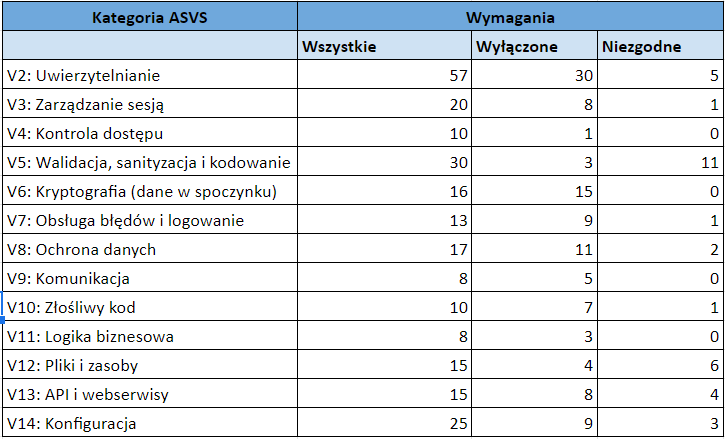 Kategoria ASVS Wymagania
Wszystkie Wyłączone Niezgodne
V2: Uwierzytelnianie 57 30 5
V3: Zarządzanie sesją 20 8 1
V4: Kontrola dostępu 10 1 0
V5: Walidacja, sanityzacja i kodowanie 30 3 11
V6: Kryptografia (dane w spoczynku) 16 15 0
V7: Obsługa błędów i logowanie 13 9 1
V8: Ochrona danych 17 11 2
V9: Komunikacja 8 5 0
V10: Złośliwy kod 10 7 1
V11: Logika biznesowa 8 3 0
V12: Pliki i zasoby 15 4 6
V13: API i webserwisy 15 8 4
V14: Konfiguracja 25 9 3